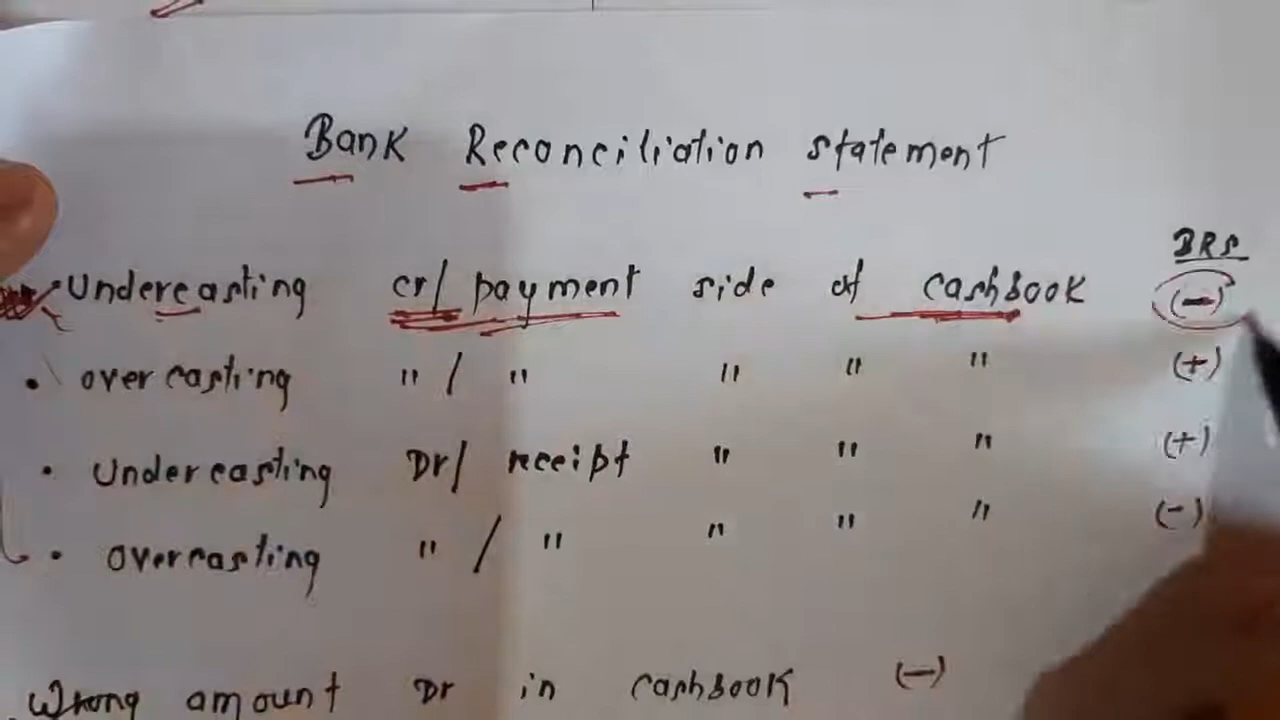 Bank Reconciliation statement
BRS
Undercasting cr/ payment side of cashbook (-)
• overcasting " / " " " " (+)
• Undercasting Dr/ receipt " " " (+)
• overcasting " / " " " " (-)
Wrong amount Dr in cashbook (-)